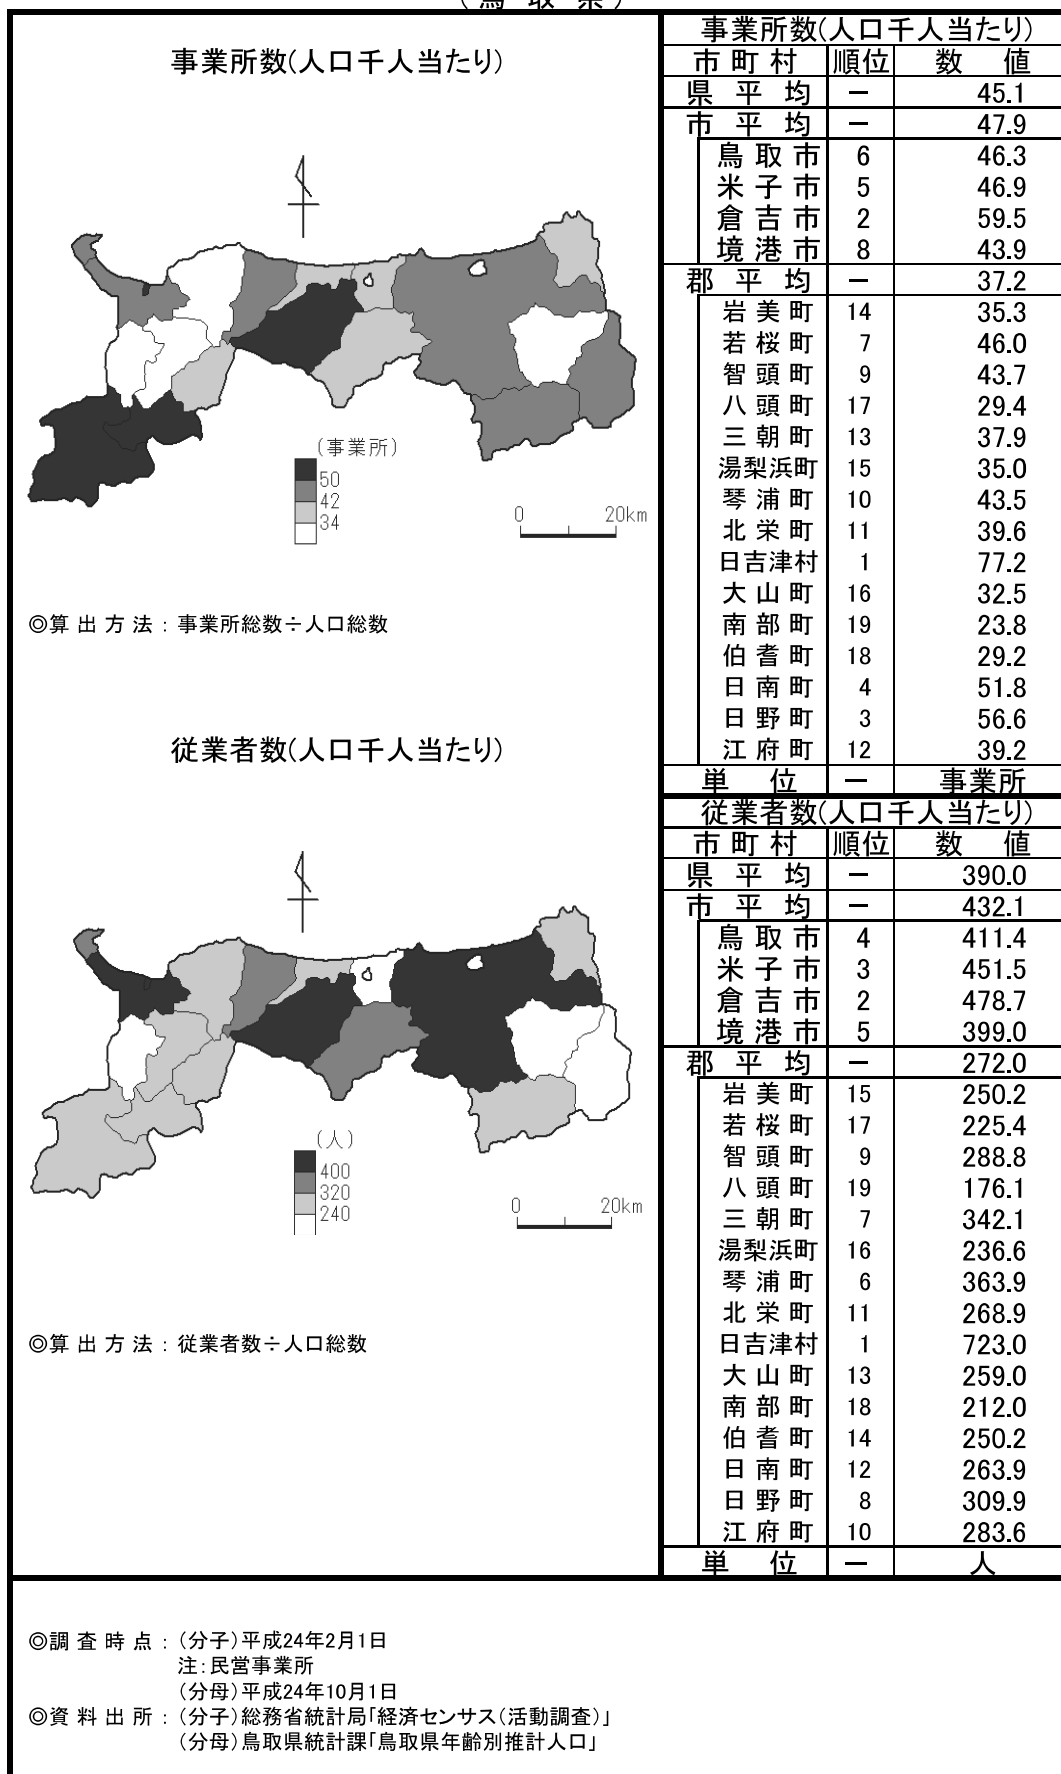 (鳥 取 県)
事業所数(人口千人当たり)
(事業所)
50
42
34
0 20km
◎算 出 方 法 : 事業所総数÷人口総数
従業者数(人口千人当たり)
(人)
400
320
240
0 20km
◎算 出 方 法 : 従業者数÷人口総数
事業所数(人口千人当たり)
市 町 村 順位 数 値
県 平 均 － 45.1
市 平 均 － 47.9
鳥 取 市 6 46.3
米 子 市 5 46.9
倉 吉 市 2 59.5
境 港 市 8 43.9
郡 平 均 － 37.2
岩 美 町 14 35.3
若 桜 町 7 46.0
智 頭 町 9 43.7
八 頭 町 17 29.4
三 朝 町 13 37.9
湯梨浜町 15 35.0
琴 浦 町 10 43.5
北 栄 町 11 39.6
日吉津村 1 77.2
大 山 町 16 32.5
南 部 町 19 23.8
伯 耆 町 18 29.2
日 南 町 4 51.8
日 野 町 3 56.6
江 府 町 12 39.2
単 位 － 事業所
従業者数(人口千人当たり)
市 町 村 順位 数 値
県 平 均 － 390.0
市 平 均 － 432.1
鳥 取 市 4 411.4
米 子 市 3 451.5
倉 吉 市 2 478.7
境 港 市 5 399.0
郡 平 均 － 272.0
岩 美 町 15 250.2
若 桜 町 17 225.4
智 頭 町 9 288.8
八 頭 町 19 176.1
三 朝 町 7 342.1
湯梨浜町 16 236.6
琴 浦 町 6 363.9
北 栄 町 11 268.9
日吉津村 1 723.0
大 山 町 13 259.0
南 部 町 18 212.0
伯 耆 町 14 250.2
日 南 町 12 263.9
日 野 町 8 309.9
江 府 町 10 283.6
単 位 － 人
◎調 査 時 点 : (分子)平成24年2月1日
注:民営事業所
(分母)平成24年10月1日
◎資 料 出 所 : (分子)総務省統計局「経済センサス(活動調査)」
(分母)鳥取県統計課「鳥取県年齢別推計人口」